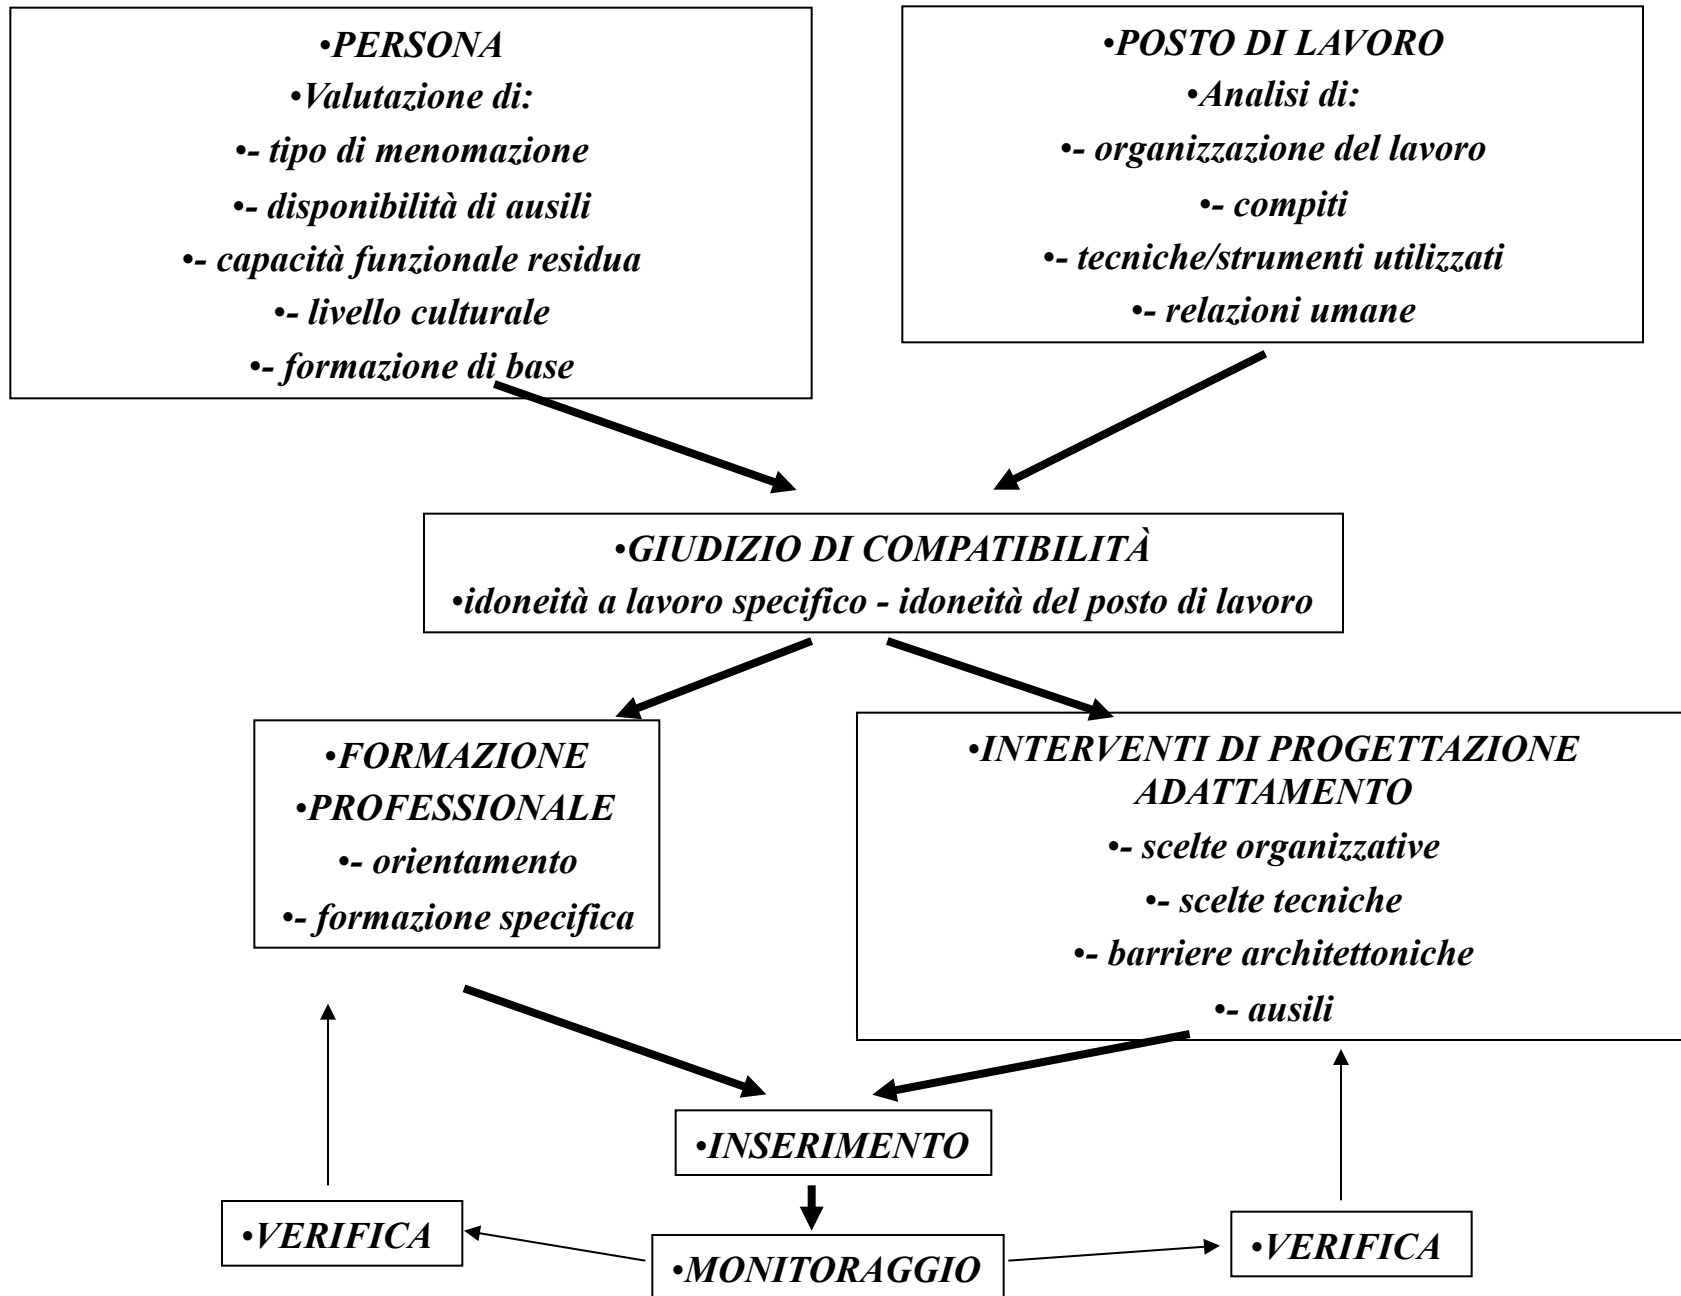 •PERSONA
•Valutazione di:
•- tipo di menomazione
•- disponibilità di ausili
•- capacità funzionale residua
•- livello culturale
•- formazione di base
•POSTO DI LAVORO
•Analisi di:
•- organizzazione del lavoro
•- compiti
•- tecniche/strumenti utilizzati
•- relazioni umane
•GIUDIZIO DI COMPATIBILITÀ
•idoneità a lavoro specifico - idoneità del posto di lavoro
•FORMAZIONE
•PROFESSIONALE
•- orientamento
•- formazione specifica
•INTERVENTI DI PROGETTAZIONE
ADATTAMENTO
•- scelte organizzative
•- scelte tecniche
•- barriere architettoniche
•- ausili
•INSERIMENTO
•VERIFICA
•MONITORAGGIO
•VERIFICA